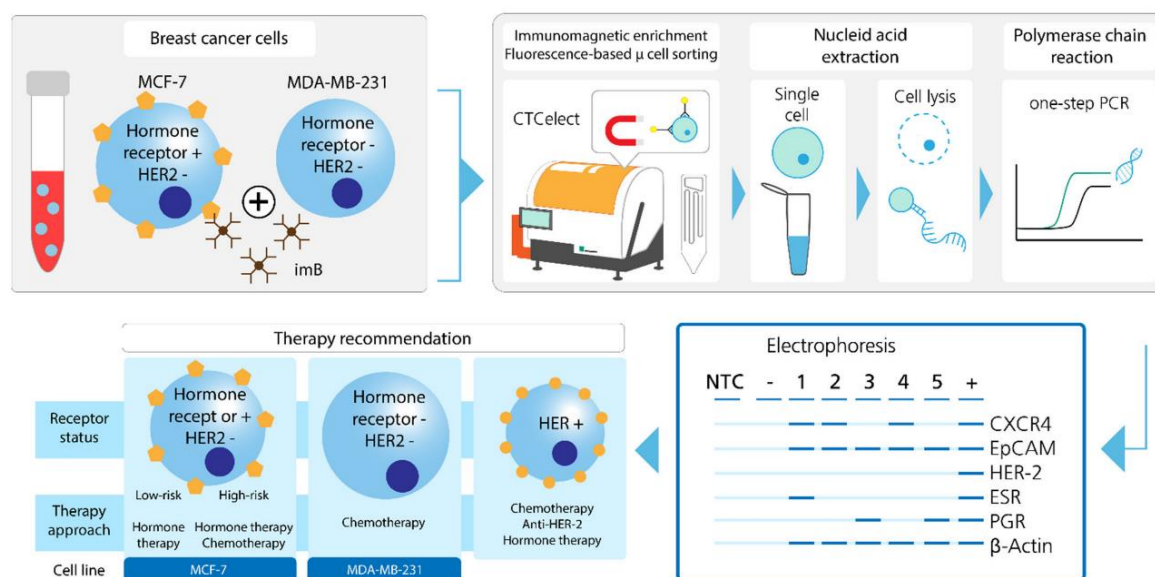 Breast cancer cells
MCF-7
MDA-MB-231
Hormone
receptor +
HER2 -
Hormone
receptor -
HER2 -
imB
Immunomagnetic enrichment
Fluorescence-based µ cell sorting
CTCelect
Nucleid acid
extraction
Single
cell
Cell lysis
Polymerase chain
reaction
one-step PCR
Therapy recommendation
Receptor
status
Hormone
recept or +
HER2 -
Hormone
receptor -
HER2 -
HER +
Therapy
approach
Low-risk
High-risk
Hormone
therapy
Hormone therapy
Chemotherapy
Chemotherapy
Chemotherapy
Anti-HER-2
Hormone therapy
Cell line
MCF-7
MDA-MB-231
Electrophoresis
NTC - 1 2 3 4 5 +
CXCR4
EpCAM
HER-2
ESR
PGR
β-Actin